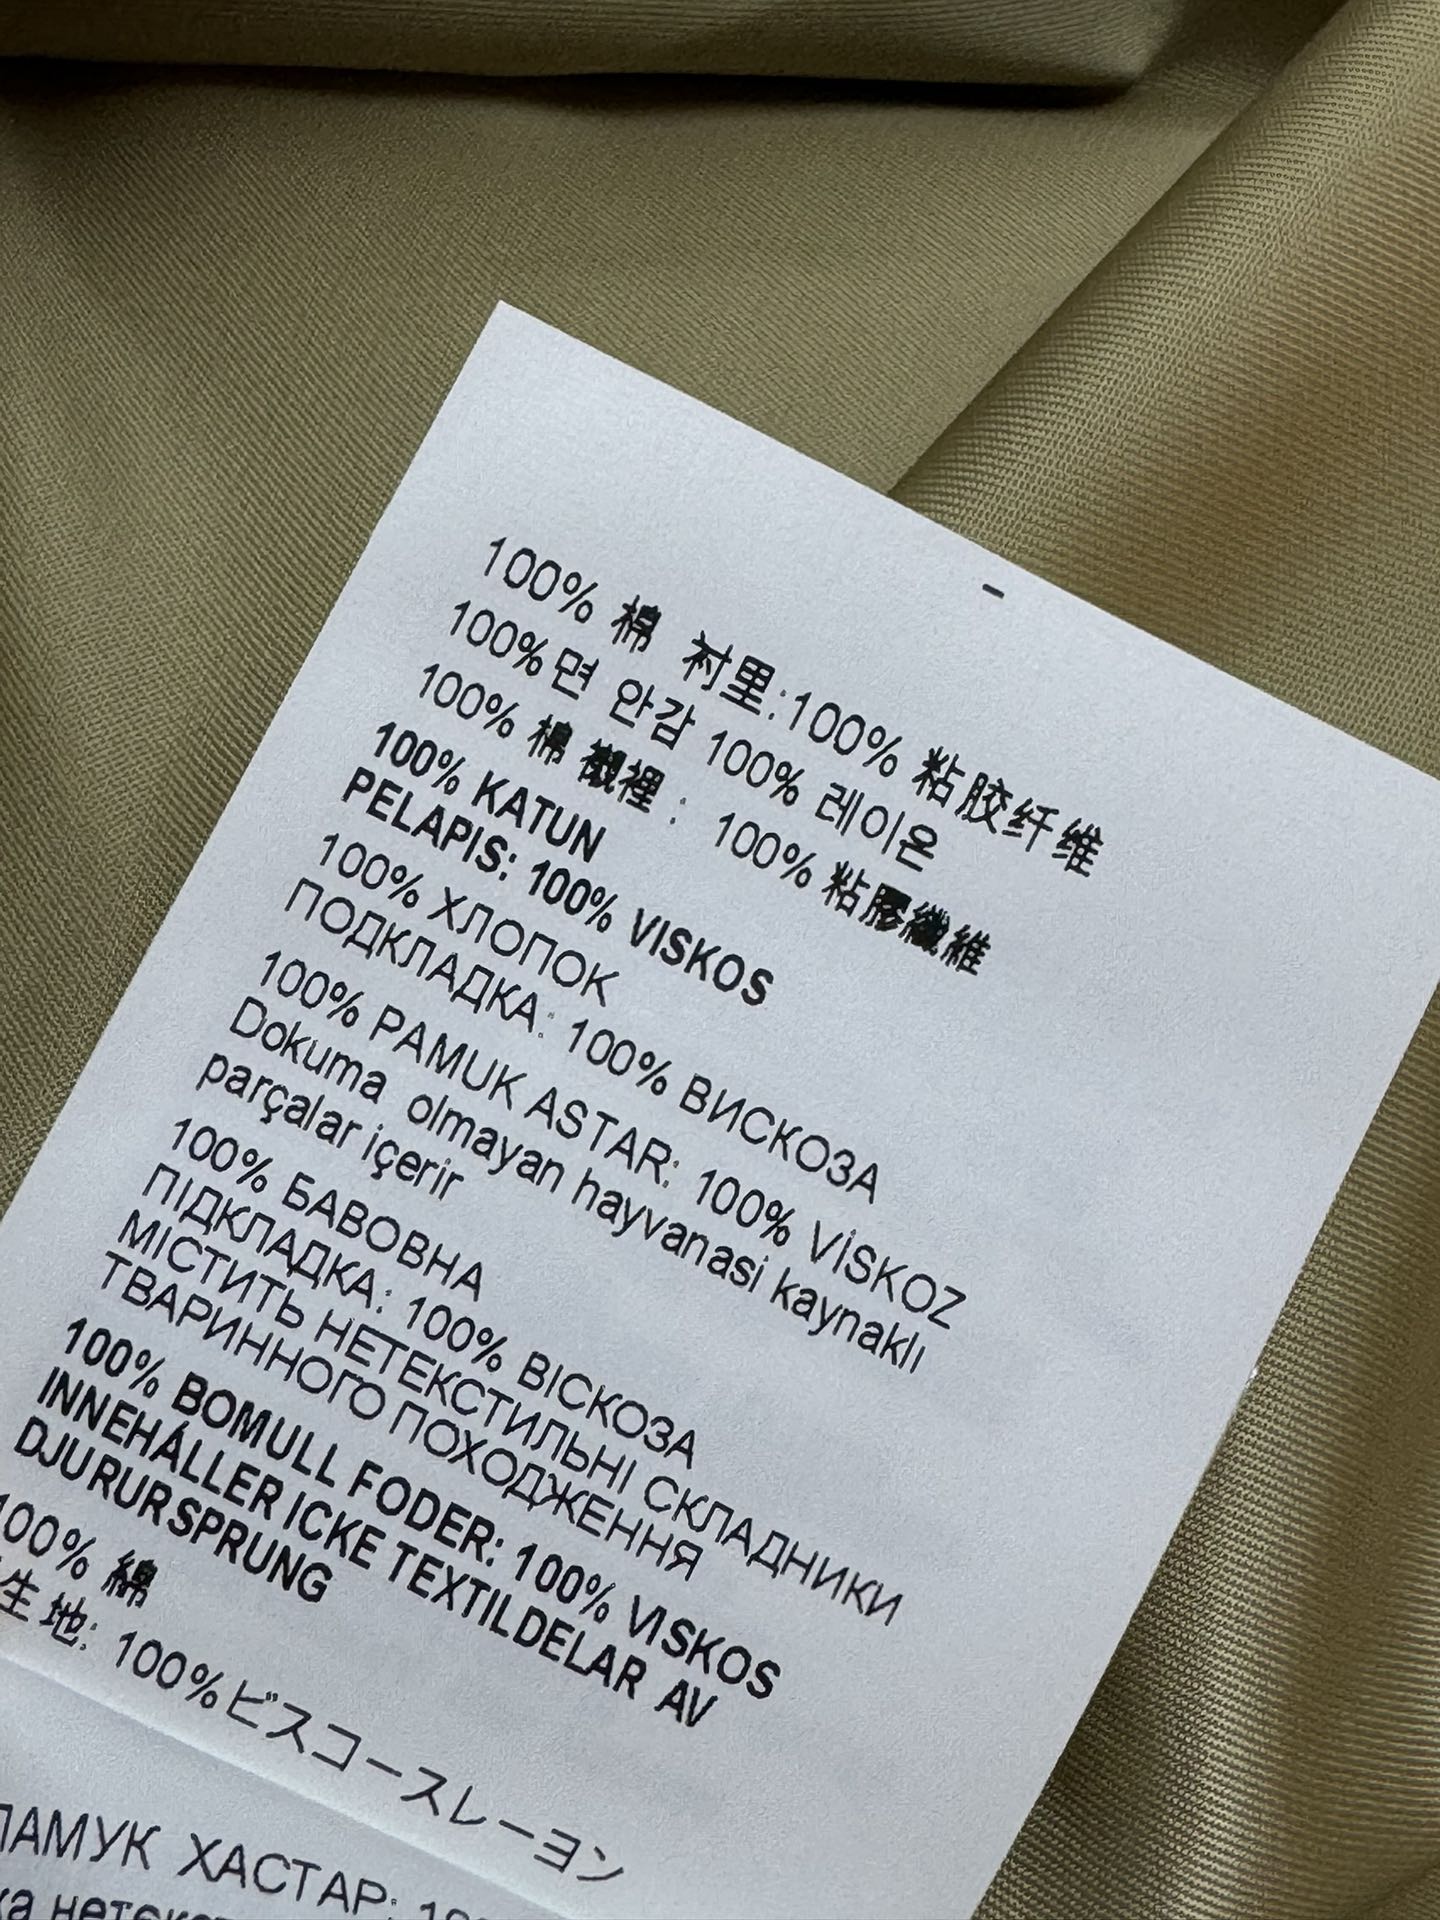 100% 棉 衬里:100% 粘胶纤维
100%면 안감 100% 레이온
100% 棉 襯裡: 100% 粘膠纖維
100% KATUN
PELAPIS: 100% VISKOS
100% ХЛОПОК
ПОДКЛАДКА: 100% ВИСКОЗА
100% PAMUK ASTAR: 100% VİSKOZ
Dokuma olmayan hayvanasi kaynaklı
parçalar içerir
100% БАВОВНА
ПІДКЛАДКА: 100% ВІСКОЗА
МІСТИТЬ НЕТЕКСТИЛЬНІ СКЛАДНИКИ
ТВАРИННОГО ПОХОДЖЕННЯ
100% BOMULL FODER: 100% VISKOS
INNEHÅLLER ICKE TEXTILDELAR AV
DJURURSPRUNG
100% 綿
生地: 100%ビスコースレーヨン
ХАСТАР: